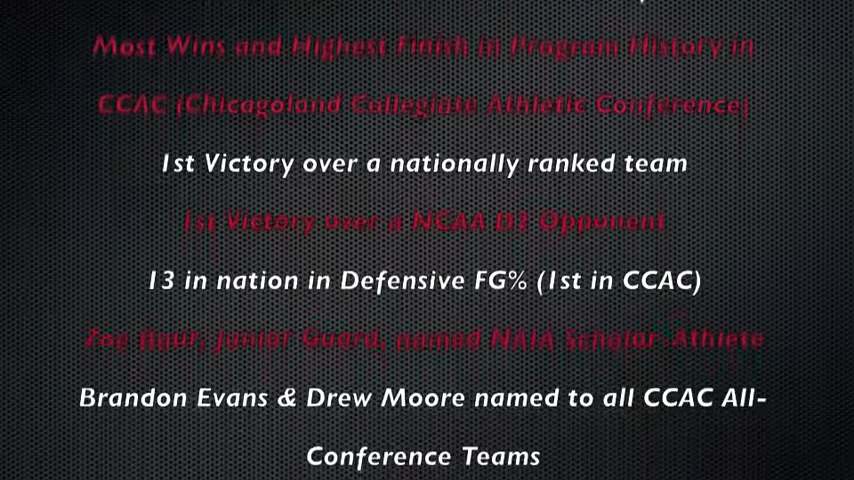 Most Wins and Highest Finish in Program History in
CCAC (Chicagoland Collegiate Athletic Conference)
1st Victory over a nationally ranked team
1st Victory over a NCAA D3 Opponent
13 in nation in Defensive FG% (1st in CCAC)
Zoe Baur, Junior Guard, named NAIA Scholar-Athlete
Brandon Evans & Drew Moore named to all CCAC All-
Conference Teams